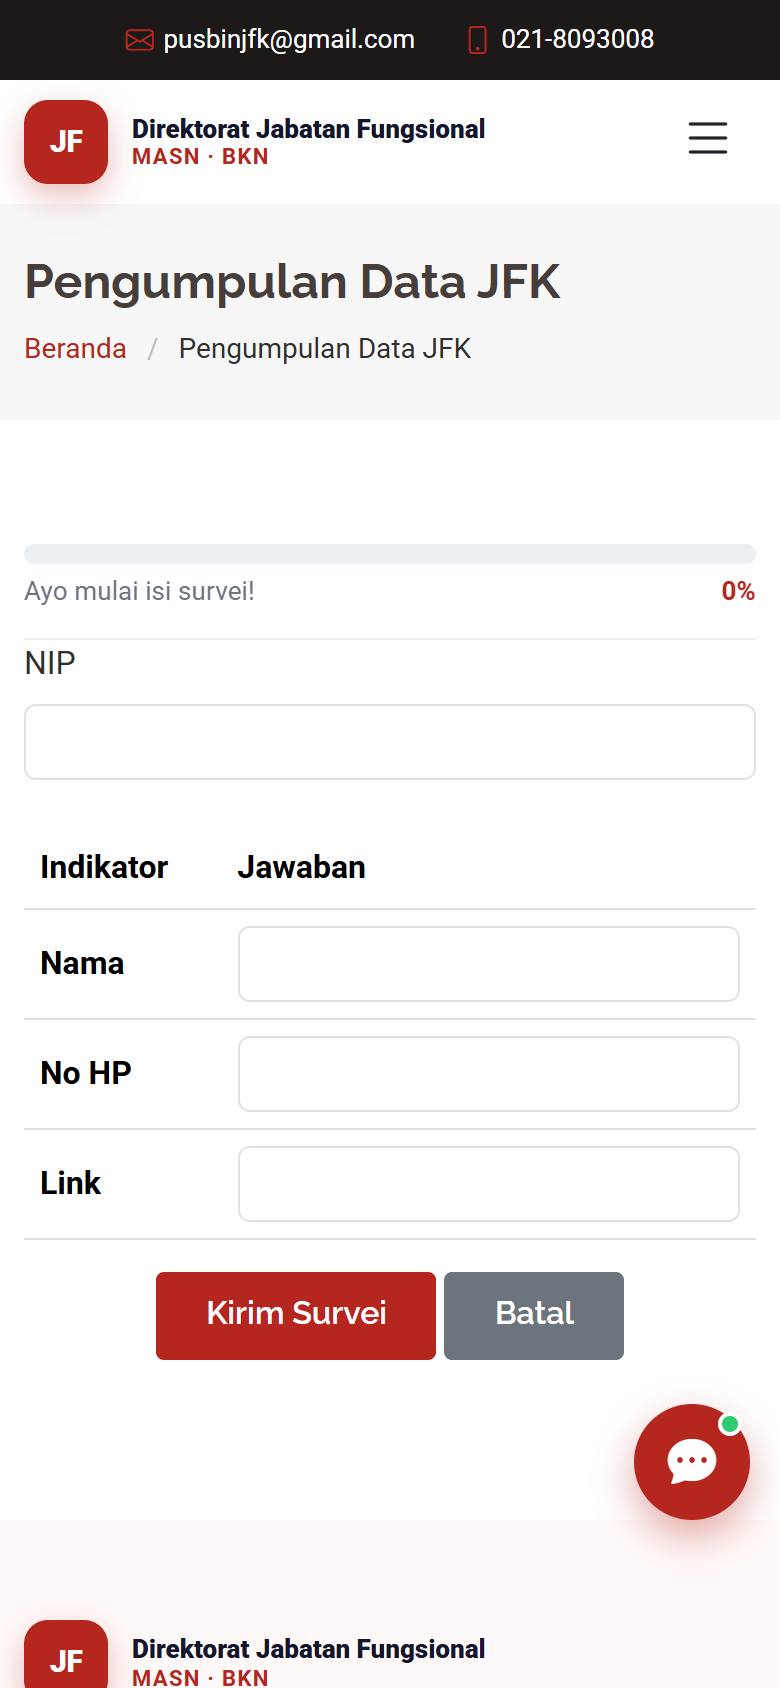 pusbinjfk@gmail.com 021-8093008
JF
Direktorat Jabatan Fungsional
MASN · BKN
Pengumpulan Data JFK
Beranda / Pengumpulan Data JFK
Ayo mulai isi survei! 0%
NIP
Indikator Jawaban
Nama
No HP
Link
Kirim Survei Batal
JF
Direktorat Jabatan Fungsional
MASN · BKN